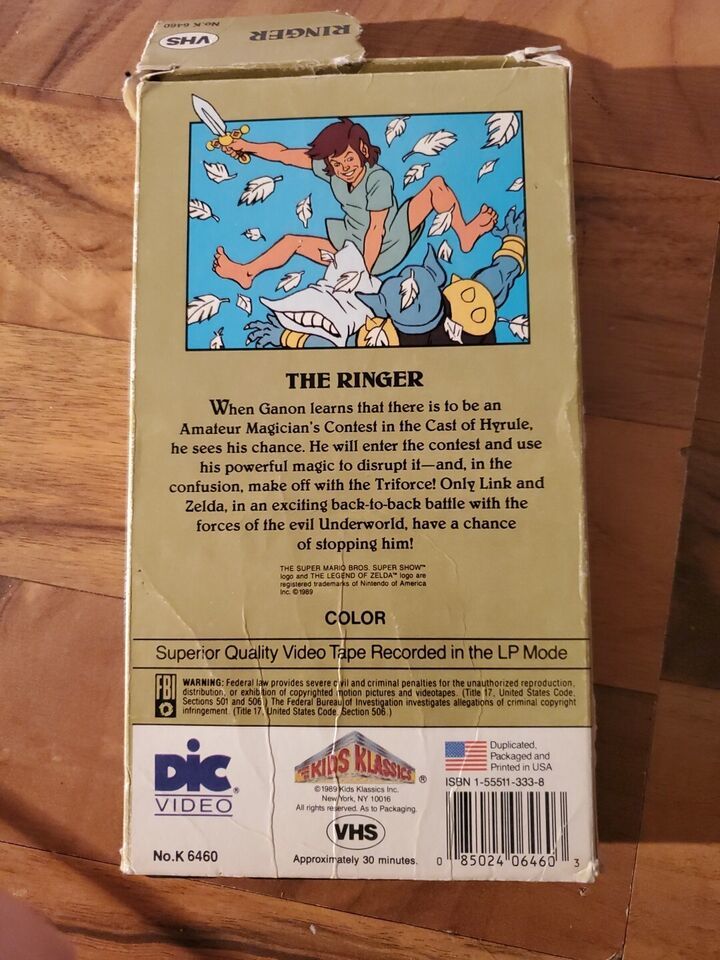 RINGER
VHS
No.K 6460
THE RINGER
When Ganon learns that there is to be an
Amateur Magician's Contest in the Cast of Hyrule,
he sees his chance. He will enter the contest and use
his powerful magic to disrupt it—and, in the
confusion, make off with the Triforce! Only Link and
Zelda, in an exciting back-to-back battle with the
forces of the evil Underworld, have a chance
of stopping him!
THE SUPER MARIO BROS. SUPER SHOW™
logo and THE LEGEND OF ZELDA™ logo are
registered trademarks of Nintendo of America
Inc. ©1989
COLOR
Superior Quality Video Tape Recorded in the LP Mode
FBI
WARNING: Federal law provides severe civil and criminal penalties for the unauthorized reproduction,
distribution, or exhibition of copyrighted motion pictures and videotapes. (Title 17, United States Code,
Sections 501 and 506.) The Federal Bureau of Investigation investigates allegations of criminal copyright
infringement. (Title 17, United States Code, Section 506.)
DIC
VIDEO®
No.K 6460
KIDS KLASSICS®
©1989 Kids Klassics Inc.
New York, NY 10016
All rights reserved. As to Packaging.
VHS
Approximately 30 minutes.
Duplicated,
Packaged and
Printed in USA
ISBN 1-55511-333-8
0 85024 06460 3